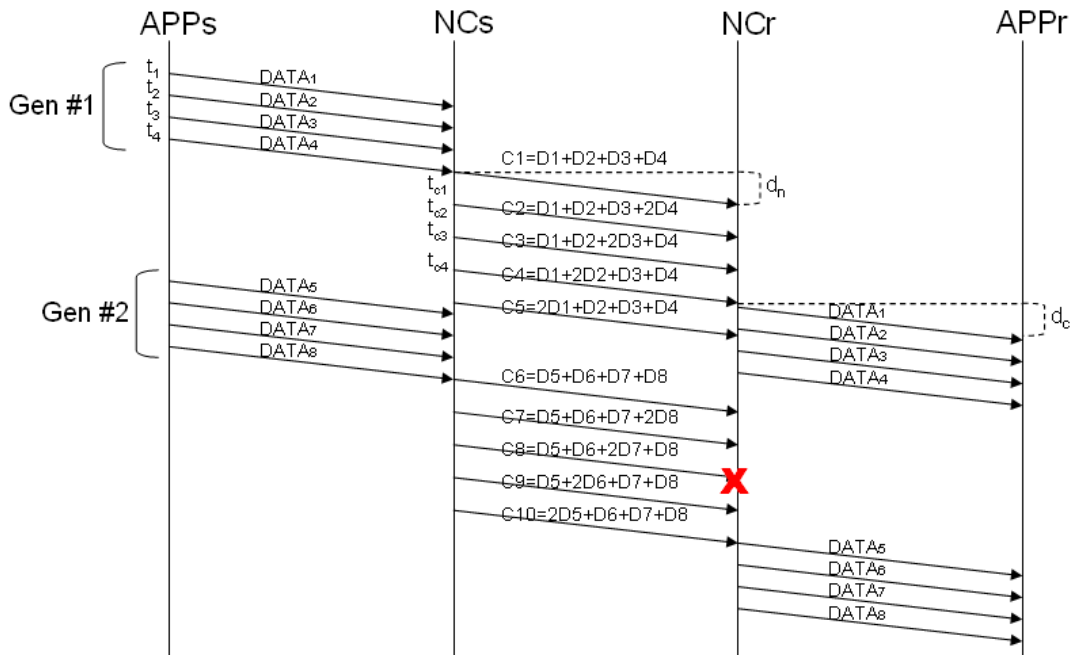 APPs NCs NCr APPr
t1 DATA1
t2 DATA2
Gen #1
t3 DATA3
t4 DATA4
C1=D1+D2+D3+D4
tc1 dn
tc2 C2=D1+D2+D3+2D4
tc3 C3=D1+D2+2D3+D4
tc4 C4=D1+2D2+D3+D4
DATA5 C5=2D1+D2+D3+D4 DATA1
Gen #2 dc
DATA6 DATA2
DATA7 DATA3
DATA8 DATA4
C6=D5+D6+D7+D8
C7=D5+D6+D7+2D8
C8=D5+D6+2D7+D8
C9=D5+2D6+D7+D8
C10=2D5+D6+D7+D8
DATA5
DATA6
DATA7
DATA8